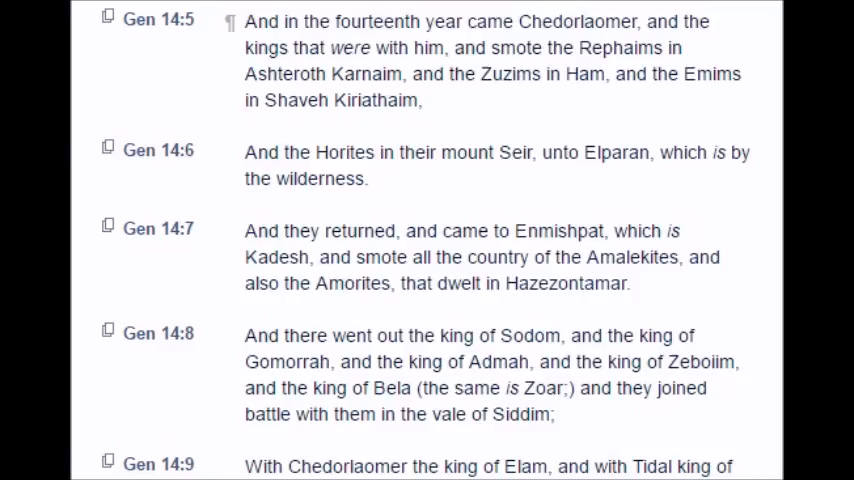 Gen 14:5 ¶ And in the fourteenth year came Chedorlaomer, and the
kings that were with him, and smote the Rephaims in
Ashteroth Karnaim, and the Zuzims in Ham, and the Emims
in Shaveh Kiriathaim,
Gen 14:6 And the Horites in their mount Seir, unto Elparan, which is by
the wilderness.
Gen 14:7 And they returned, and came to Enmishpat, which is
Kadesh, and smote all the country of the Amalekites, and
also the Amorites, that dwelt in Hazezontamar.
Gen 14:8 And there went out the king of Sodom, and the king of
Gomorrah, and the king of Admah, and the king of Zeboiim,
and the king of Bela (the same is Zoar;) and they joined
battle with them in the vale of Siddim;
Gen 14:9 With Chedorlaomer the king of Elam, and with Tidal king of